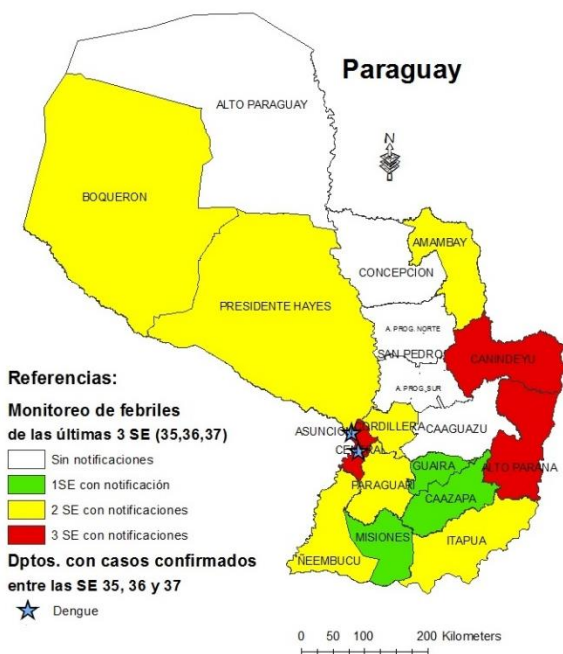 Paraguay
N
ALTO PARAGUAY
BOQUERON
AMAMBAY
CONCEPCION
PRESIDENTE HAYES
A. PROG. NORTE
SAN PEDRO
CANINDEYU
A. PROG. SUR
ASUNCION
CORDILLERA
CAAGUAZU
CENTRAL
GUAIRA
ALTO PARANA
PARAGUARI
CAAZAPA
MISIONES
ITAPUA
ÑEEMBUCU
Referencias:
Monitoreo de febriles
de las últimas 3 SE (35,36,37)
Sin notificaciones
1SE con notificación
2 SE con notificaciones
3 SE con notificaciones
Dptos. con casos confirmados
entre las SE 35, 36 y 37
Dengue
0 50 100 200 Kilometers